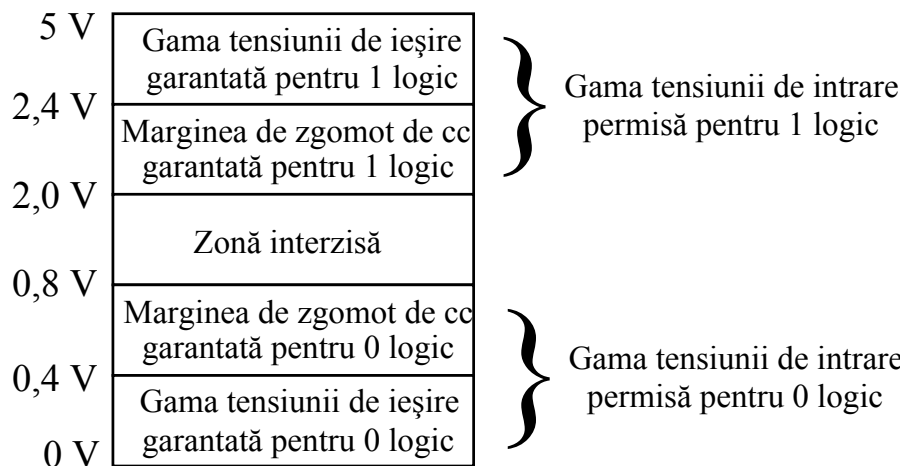 5 V
Gama tensiunii de ieşire
garantată pentru 1 logic
2,4 V
Gama tensiunii de intrare
permisă pentru 1 logic
Marginea de zgomot de cc
garantată pentru 1 logic
2,0 V
Zonă interzisă
0,8 V
Marginea de zgomot de cc
garantată pentru 0 logic
0,4 V
Gama tensiunii de intrare
permisă pentru 0 logic
Gama tensiunii de ieşire
garantată pentru 0 logic
0 V